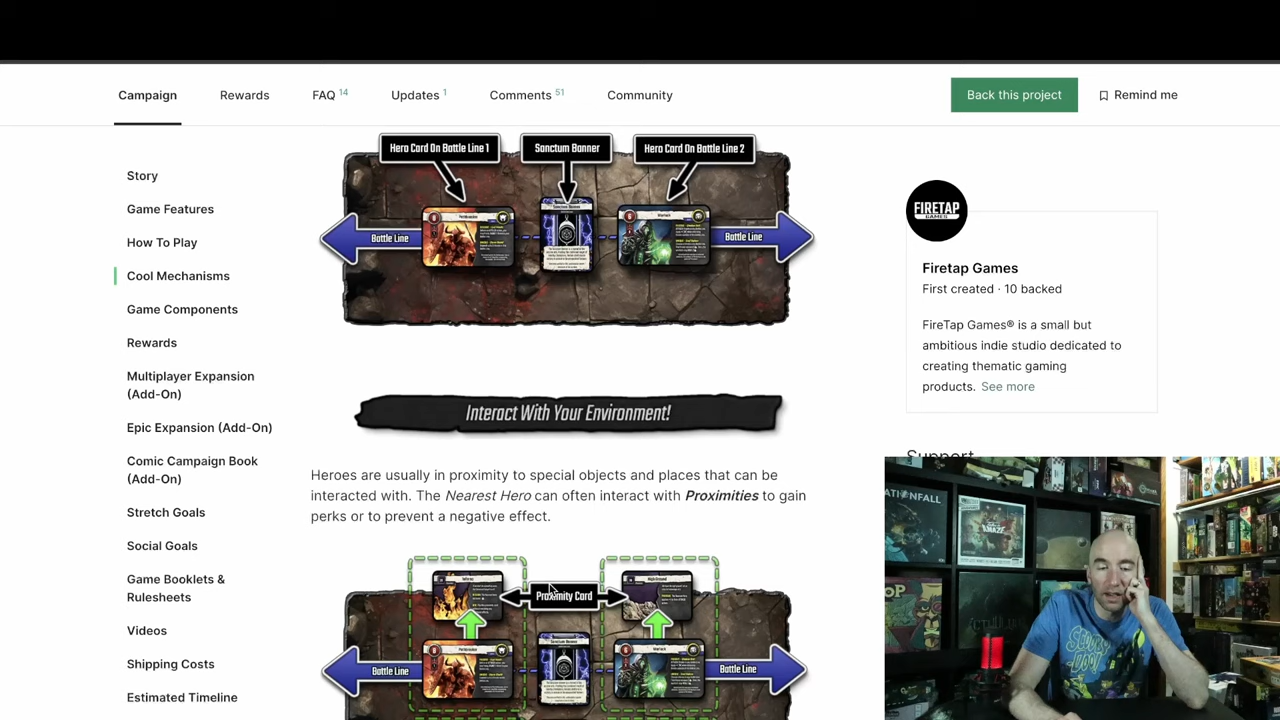 Campaign
Rewards
FAQ 14
Updates 1
Comments 51
Community
Back this project
Remind me
Story
Game Features
How To Play
Cool Mechanisms
Game Components
Rewards
Multiplayer Expansion
(Add-On)
Epic Expansion (Add-On)
Comic Campaign Book
(Add-On)
Stretch Goals
Social Goals
Game Booklets &
Rulesheets
Videos
Shipping Costs
Estimated Timeline
Hero Card On Battle Line 1
Sanctum Banner
Hero Card On Battle Line 2
Battle Line
Sanctum Banner
Battle Line
Interact With Your Environment!
Heroes are usually in proximity to special objects and places that can be
interacted with. The Nearest Hero can often interact with Proximities to gain
perks or to prevent a negative effect.
High Ground
Proximity Card
Battle Line
Sanctum Banner
Battle Line
FIRETAP
GAMES
Firetap Games
First created · 10 backed
FireTap Games® is a small but
ambitious indie studio dedicated to
creating thematic gaming
products. See more
Support